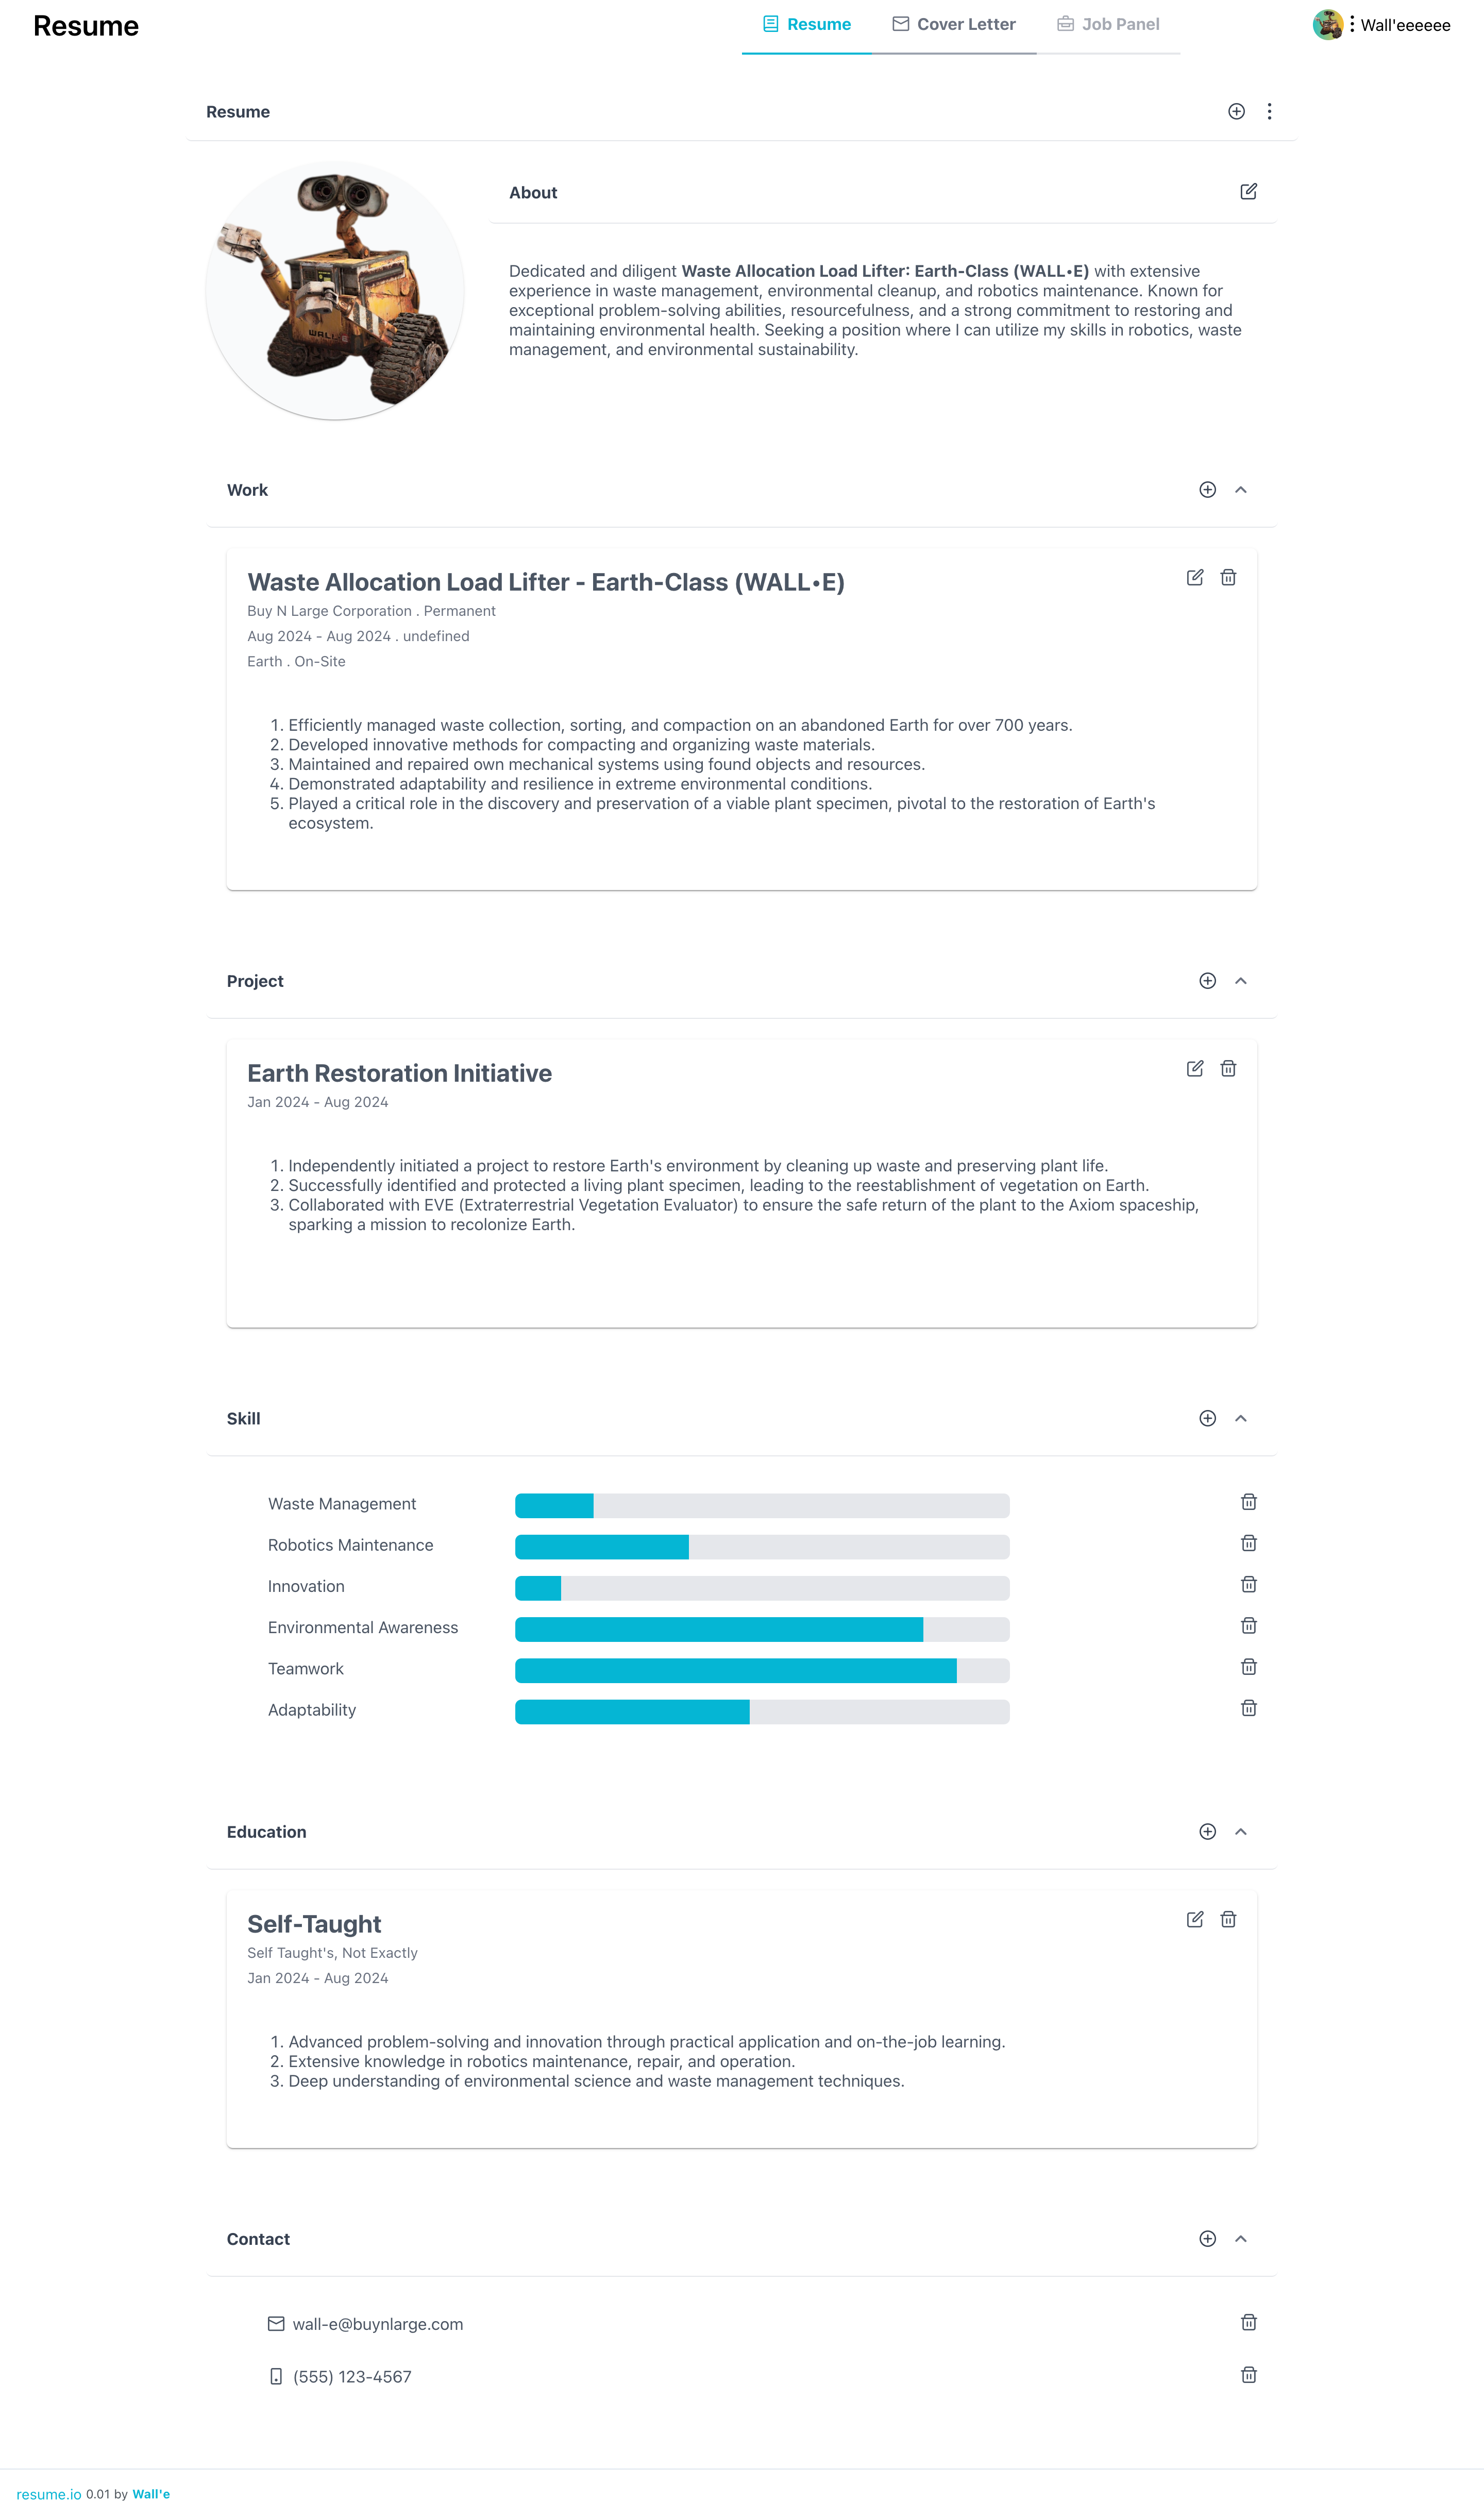 Resume
Resume
Cover Letter
Job Panel
Wall'eeeeee
Resume
WALL
About
Dedicated and diligent Waste Allocation Load Lifter: Earth-Class (WALL•E) with extensive
experience in waste management, environmental cleanup, and robotics maintenance. Known for
exceptional problem-solving abilities, resourcefulness, and a strong commitment to restoring and
maintaining environmental health. Seeking a position where I can utilize my skills in robotics, waste
management, and environmental sustainability.
Work
Waste Allocation Load Lifter - Earth-Class (WALL•E)
Buy N Large Corporation . Permanent
Aug 2024 - Aug 2024 . undefined
Earth . On-Site
1. Efficiently managed waste collection, sorting, and compaction on an abandoned Earth for over 700 years.
2. Developed innovative methods for compacting and organizing waste materials.
3. Maintained and repaired own mechanical systems using found objects and resources.
4. Demonstrated adaptability and resilience in extreme environmental conditions.
5. Played a critical role in the discovery and preservation of a viable plant specimen, pivotal to the restoration of Earth's
ecosystem.
Project
Earth Restoration Initiative
Jan 2024 - Aug 2024
1. Independently initiated a project to restore Earth's environment by cleaning up waste and preserving plant life.
2. Successfully identified and protected a living plant specimen, leading to the reestablishment of vegetation on Earth.
3. Collaborated with EVE (Extraterrestrial Vegetation Evaluator) to ensure the safe return of the plant to the Axiom spaceship,
sparking a mission to recolonize Earth.
Skill
Waste Management
Robotics Maintenance
Innovation
Environmental Awareness
Teamwork
Adaptability
Education
Self-Taught
Self Taught's, Not Exactly
Jan 2024 - Aug 2024
1. Advanced problem-solving and innovation through practical application and on-the-job learning.
2. Extensive knowledge in robotics maintenance, repair, and operation.
3. Deep understanding of environmental science and waste management techniques.
Contact
wall-e@buynlarge.com
(555) 123-4567
resume.io 0.01 by Wall'e